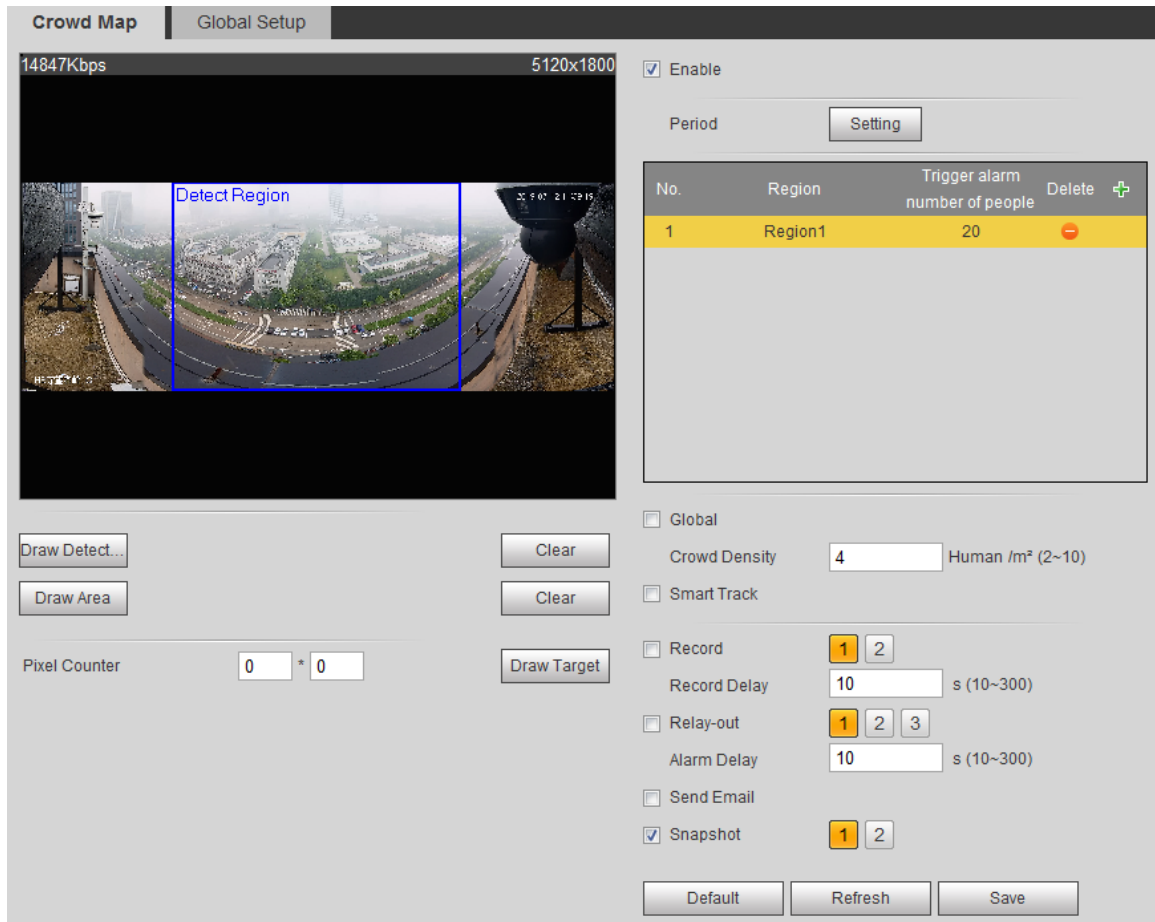 Crowd Map
Global Setup
14847Kbps
5120x1800
Detect Region
Draw Detect...
Clear
Draw Area
Clear
Pixel Counter
0 * 0
Draw Target
Enable
Period
Setting
No. Region Trigger alarm number of people Delete
1 Region1 20
Global
Crowd Density 4 Human /m² (2~10)
Smart Track
Record 1 2
Record Delay 10 s (10~300)
Relay-out 1 2 3
Alarm Delay 10 s (10~300)
Send Email
Snapshot 1 2
Default
Refresh
Save